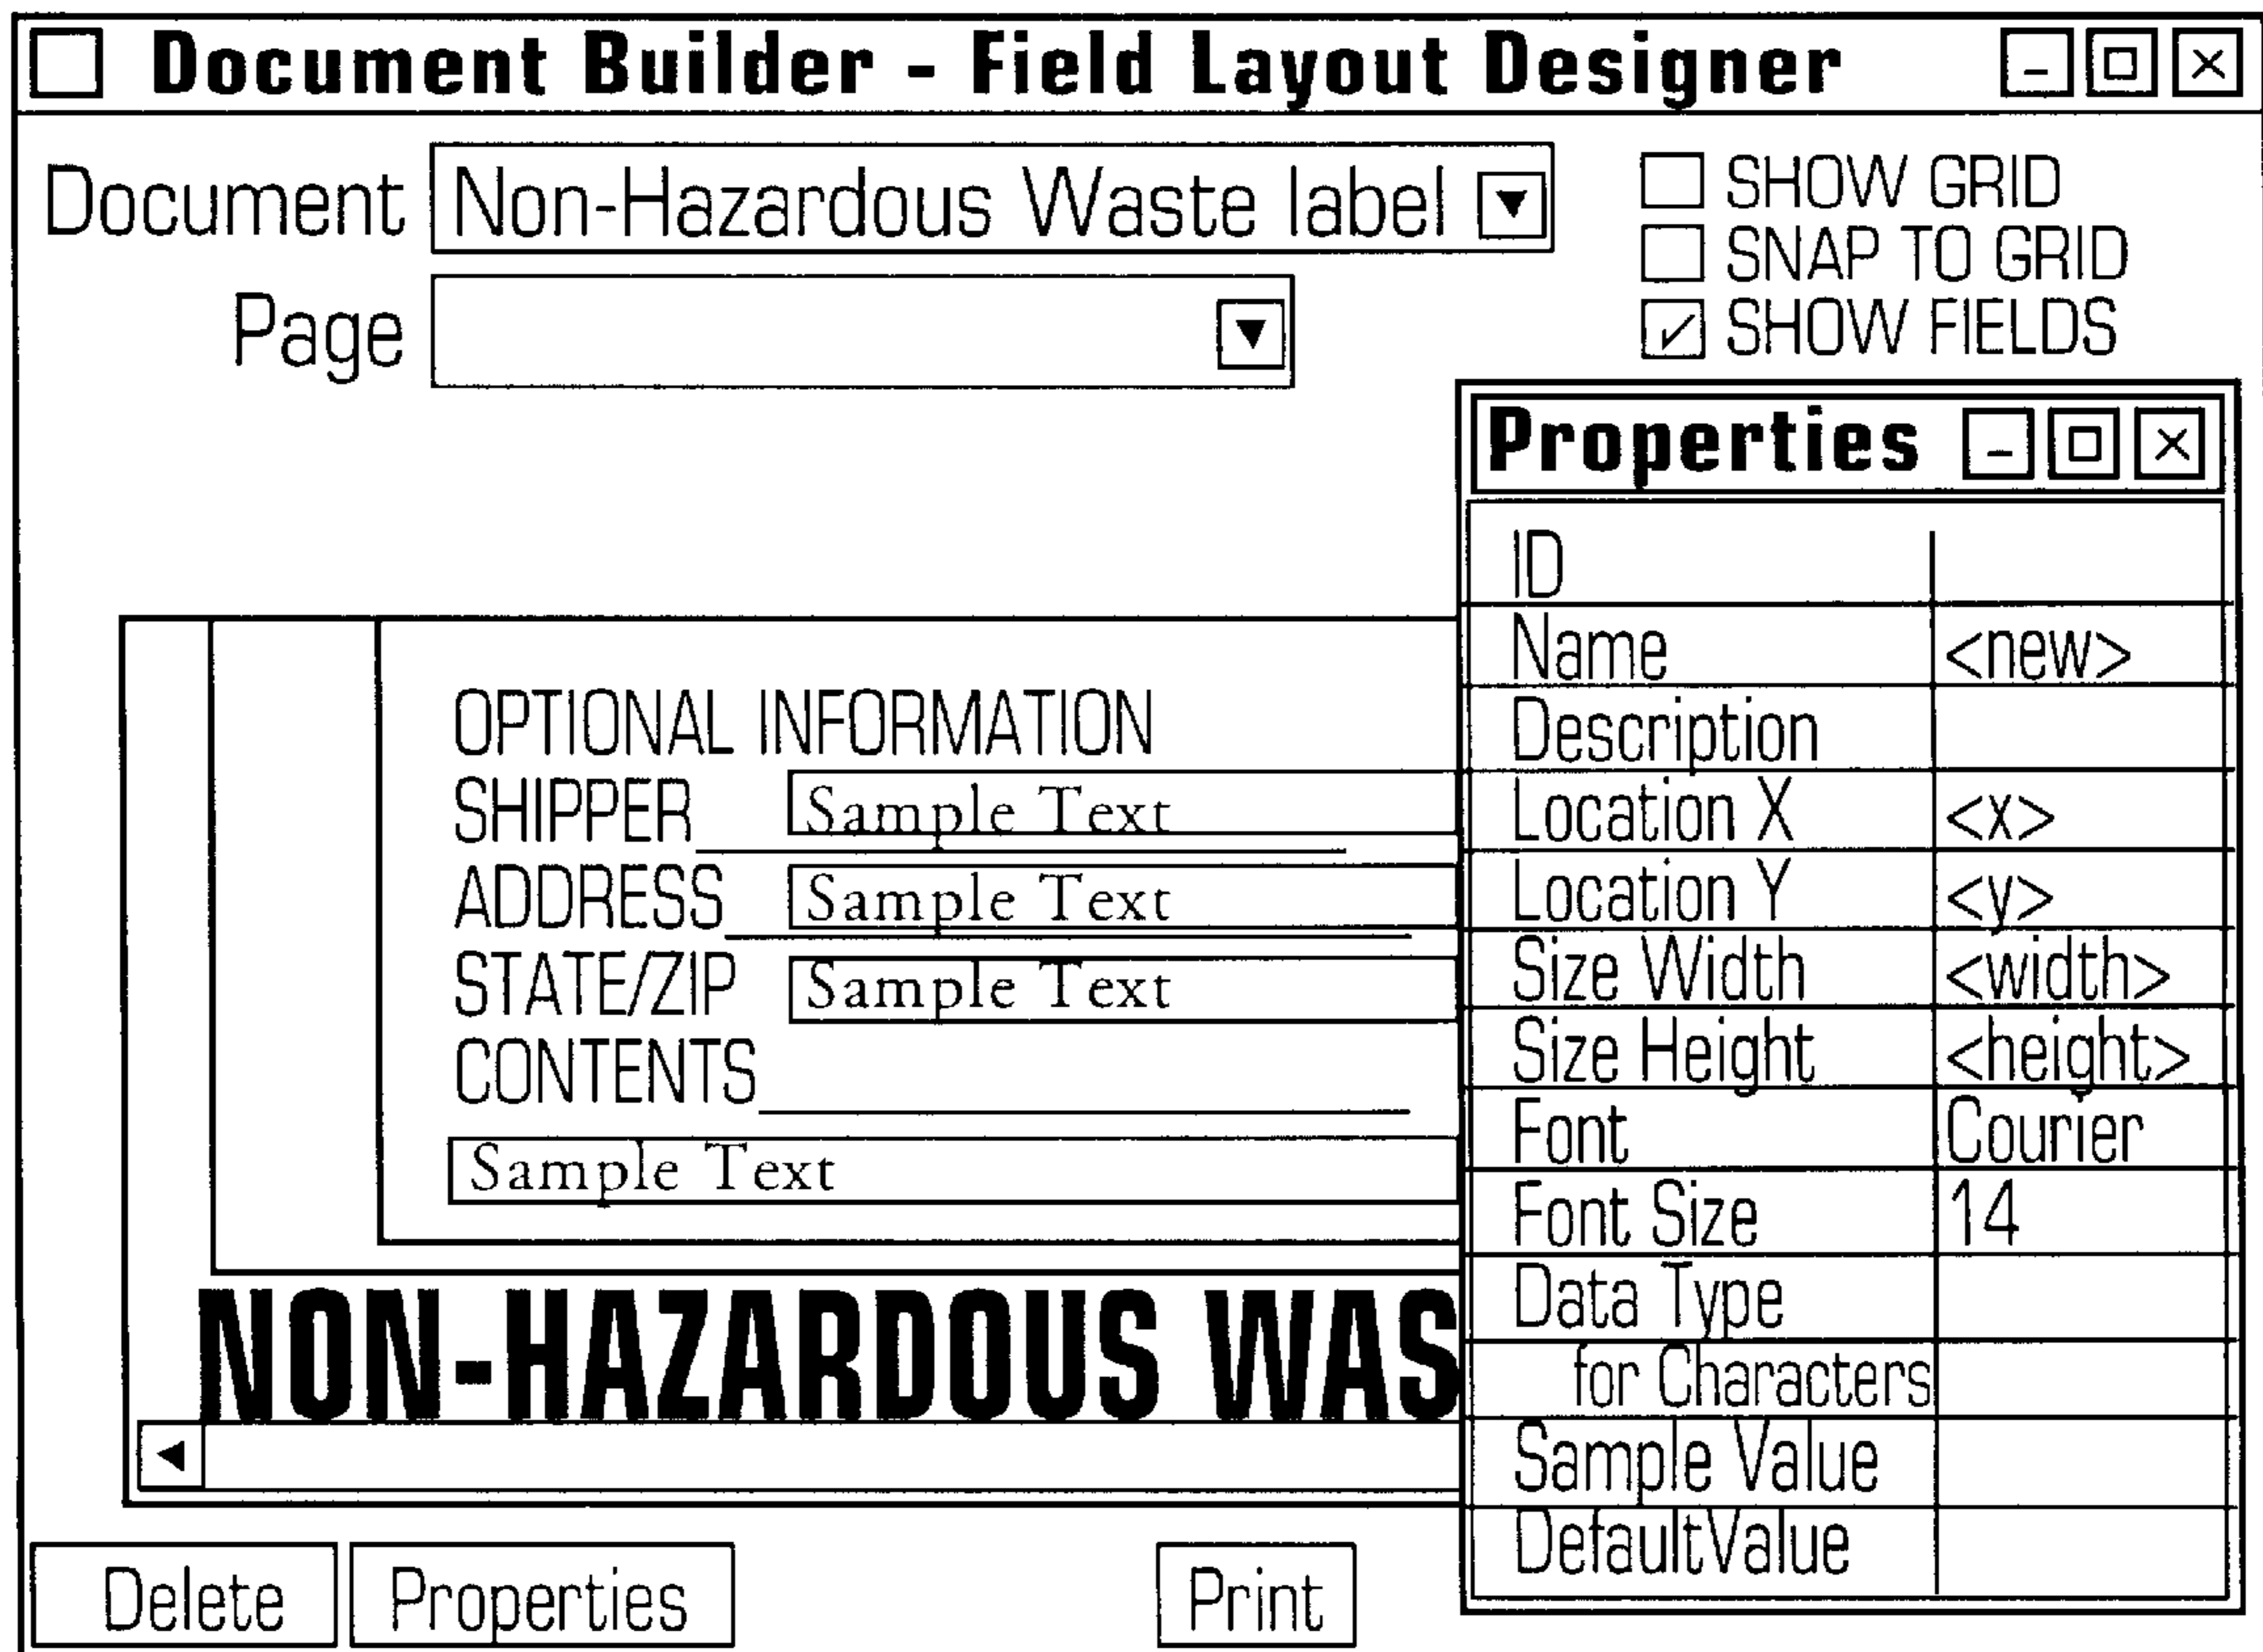 Document Builder - Field Layout Designer
Document Non-Hazardous Waste label
Page
SHOW GRID
SNAP TO GRID
SHOW FIELDS
OPTIONAL INFORMATION
SHIPPER Sample Text
ADDRESS Sample Text
STATE/ZIP Sample Text
CONTENTS
Sample Text
NON-HAZARDOUS WAS
Properties
ID
Name <new>
Description
Location X <x>
Location Y <y>
Size Width <width>
Size Height <height>
Font Courier
Font Size 14
Data Type
for Characters
Sample Value
DefaultValue
Delete Properties Print